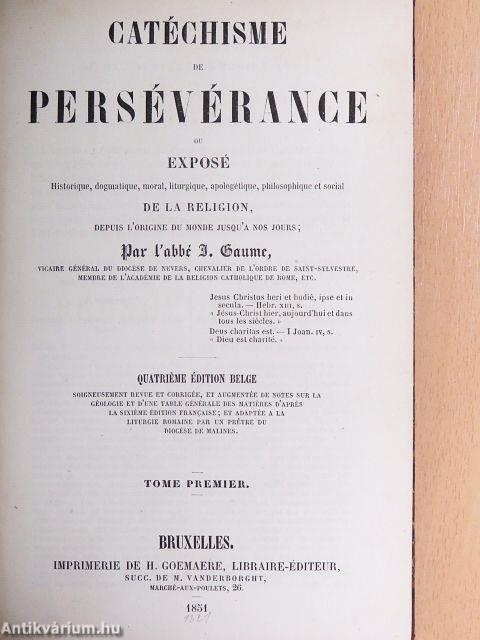 CATÉCHISME
DE
PERSÉVÉRANCE
OU
EXPOSÉ
Historique, dogmatique, moral, liturgique, apologétique, philosophique et social
DE LA RELIGION,
DEPUIS L'ORIGINE DU MONDE JUSQU'A NOS JOURS;
Par l'abbé J. Gaume,
VICAIRE GÉNÉRAL DU DIOCÈSE DE NEVERS, CHEVALIER DE L'ORDRE DE SAINT-SYLVESTRE,
MEMBRE DE L'ACADÉMIE DE LA RELIGION CATHOLIQUE DE ROME, ETC.
Jesus Christus heri et hodiè, ipse et in
secula. — Hebr. XIII, 8.
« Jésus-Christ hier, aujourd'hui et dans
tous les siècles. »
Deus charitas est. — I Joan. IV, 8.
« Dieu est charité. »
QUATRIÈME ÉDITION BELGE
SOIGNEUSEMENT REVUE ET CORRIGÉE, ET AUGMENTÉE DE NOTES SUR LA
GÉOLOGIE ET D'UNE TABLE GÉNÉRALE DES MATIÈRES D'APRÈS
LA SIXIÈME ÉDITION FRANÇAISE; ET ADAPTÉE A LA
LITURGIE ROMAINE PAR UN PRÊTRE DU
DIOCÈSE DE MALINES.
TOME PREMIER.
BRUXELLES.
IMPRIMERIE DE H. GOEMAERE, LIBRAIRE-ÉDITEUR,
SUCC. DE M. VANDERBORGHT,
MARCHÉ-AUX-POULETS, 26.
1851
Antikvárium.hu